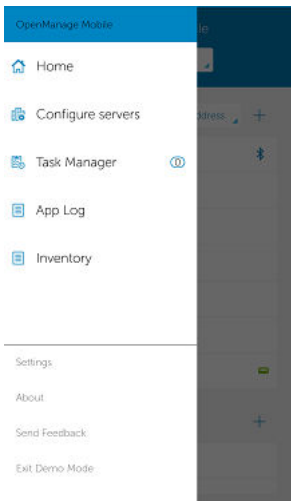 OpenManage Mobile
Home
Configure servers
Task Manager 0
App Log
Inventory
Settings
About
Send Feedback
Exit Demo Mode